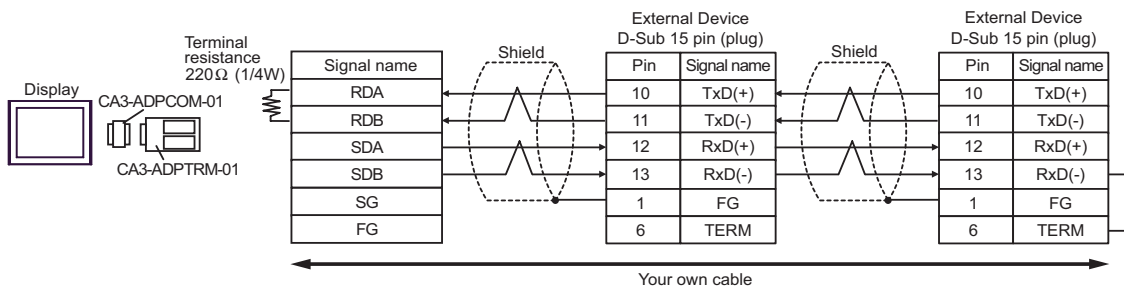 Display
CA3-ADPCOM-01
CA3-ADPTRM-01
Terminal
resistance
220Ω (1/4W)
Signal name
RDA
RDB
SDA
SDB
SG
FG
Shield
External Device
D-Sub 15 pin (plug)
Pin Signal name
10 TxD(+)
11 TxD(-)
12 RxD(+)
13 RxD(-)
1 FG
6 TERM
Shield
External Device
D-Sub 15 pin (plug)
Pin Signal name
10 TxD(+)
11 TxD(-)
12 RxD(+)
13 RxD(-)
1 FG
6 TERM
Your own cable